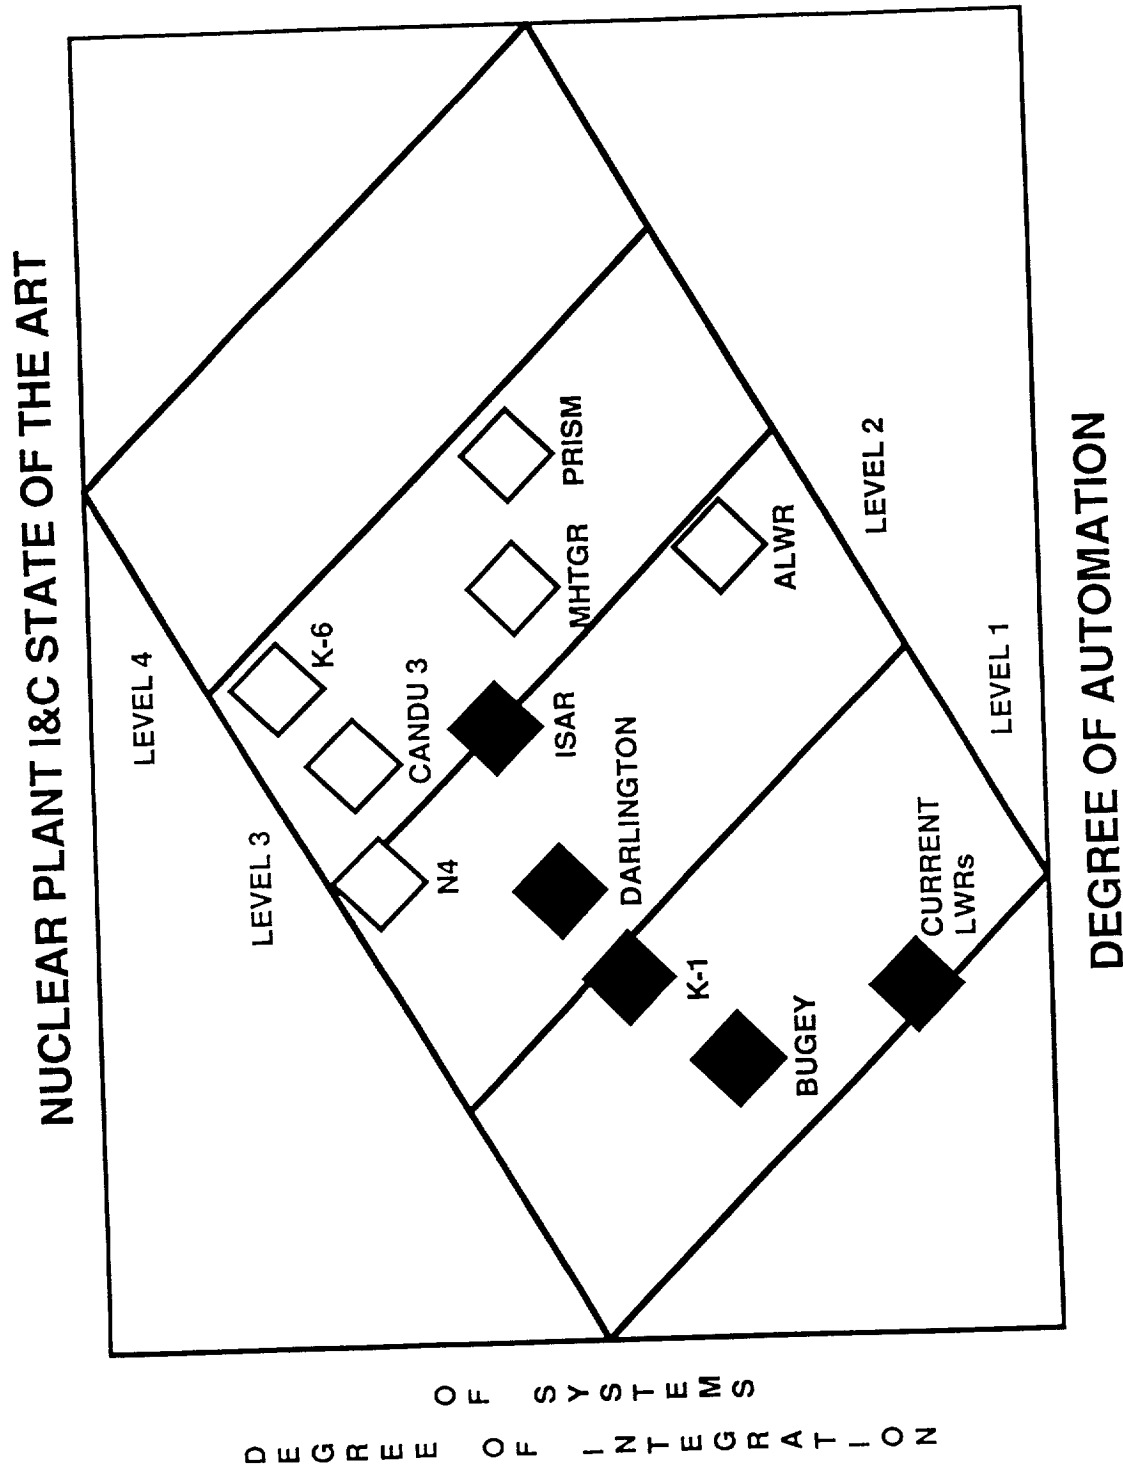 NUCLEAR PLANT I&C STATE OF THE ART
LEVEL 4
LEVEL 3
K-6
CANDU 3
N4
PRISM
MHTGR
ISAR
DARLINGTON
K-1
BUGEY
ALWR
LEVEL 2
CURRENT
LWRs
LEVEL 1
DEGREE OF INTEGRATION
OF SYSTEMS
DEGREE OF AUTOMATION